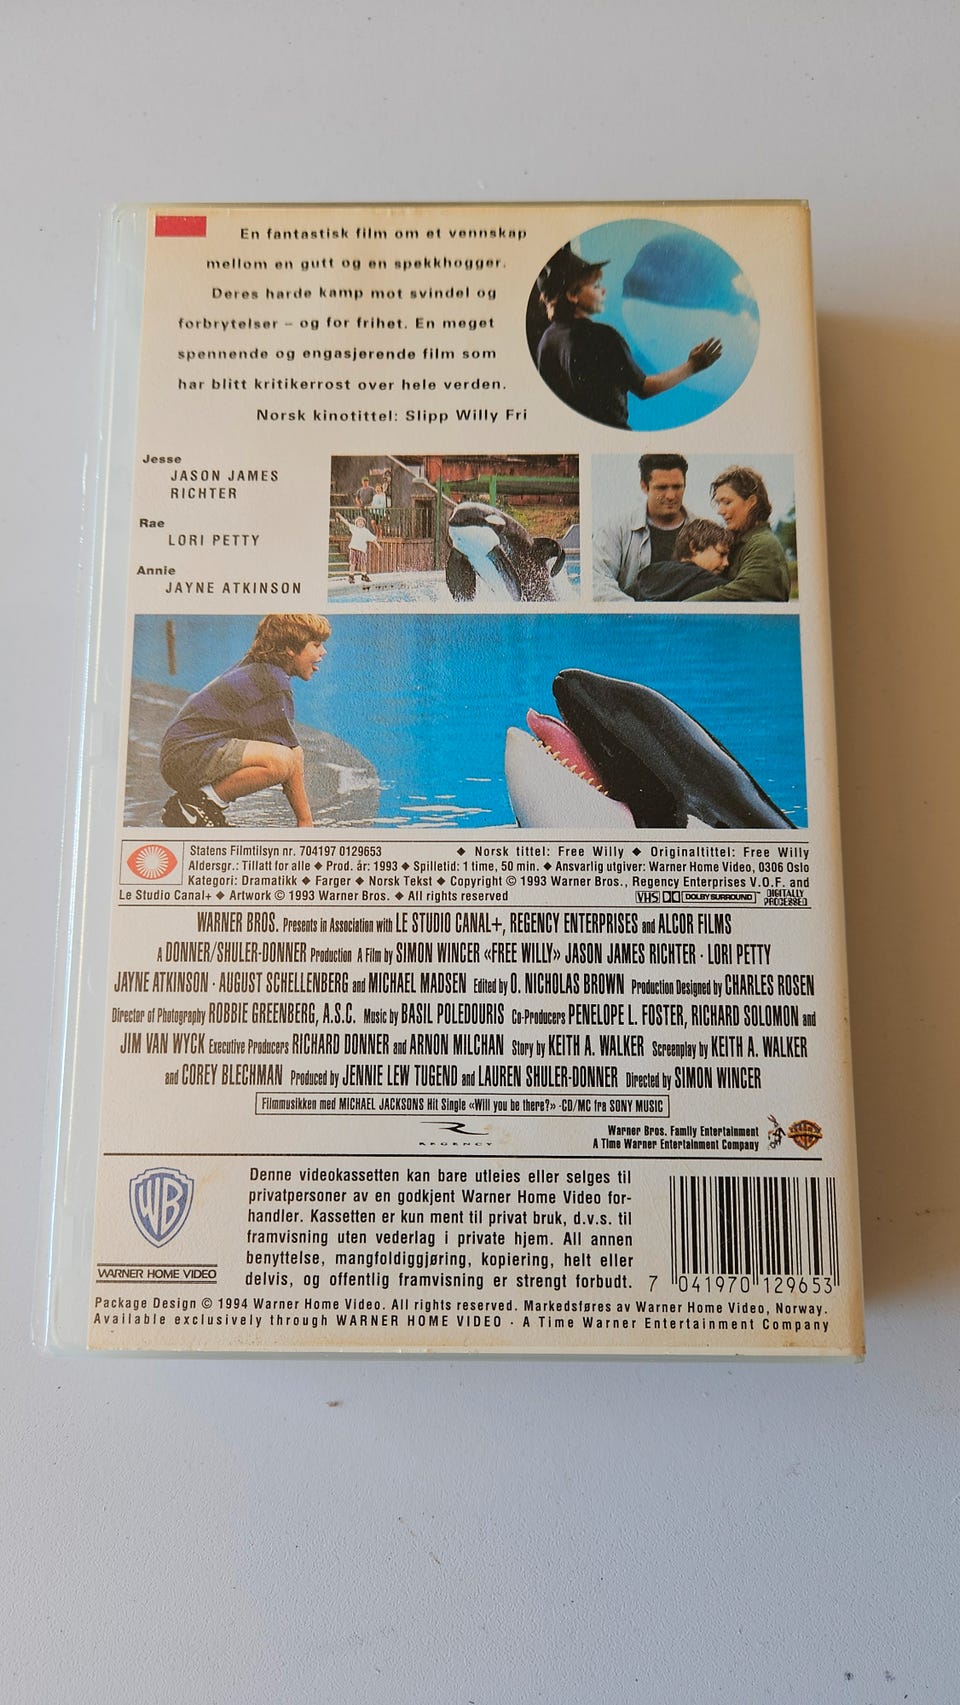 En fantastisk film om et vennskap
mellom en gutt og en spekkhogger.
Deres harde kamp mot svindel og
forbrytelser – og for frihet. En meget
spennende og engasjerende film som
har blitt kritikerrost over hele verden.
Norsk kinotittel: Slipp Willy Fri
Jesse
JASON JAMES
RICHTER
Rae
LORI PETTY
Annie
JAYNE ATKINSON
Statens Filmtilsyn nr. 704197 0129653 ◆ Norsk tittel: Free Willy ◆ Originaltittel: Free Willy
Aldersgr.: Tillatt for alle ◆ Prod. år: 1993 ◆ Spilletid: 1 time, 50 min. ◆ Ansvarlig utgiver: Warner Home Video, 0306 Oslo
Kategori: Dramatikk ◆ Farger ◆ Norsk Tekst ◆ Copyright © 1993 Warner Bros., Regency Enterprises V.O.F. and
Le Studio Canal+ ◆ Artwork © 1993 Warner Bros. ◆ All rights reserved VHS DOLBY SURROUND DIGITALLY PROCESSED
WARNER BROS. Presents in Association with LE STUDIO CANAL+, REGENCY ENTERPRISES and ALCOR FILMS
A DONNER/SHULER-DONNER Production A Film by SIMON WINCER «FREE WILLY» JASON JAMES RICHTER · LORI PETTY
JAYNE ATKINSON · AUGUST SCHELLENBERG and MICHAEL MADSEN Edited by O. NICHOLAS BROWN Production Designed by CHARLES ROSEN
Director of Photography ROBBIE GREENBERG, A.S.C. Music by BASIL POLEDOURIS Co-Producers PENELOPE L. FOSTER, RICHARD SOLOMON and
JIM VAN WYCK Executive Producers RICHARD DONNER and ARNON MILCHAN Story by KEITH A. WALKER Screenplay by KEITH A. WALKER
and COREY BLECHMAN Produced by JENNIE LEW TUGEND and LAUREN SHULER-DONNER Directed by SIMON WINCER
Filmmusikken med MICHAEL JACKSONS Hit Single «Will you be there?» -CD/MC fra SONY MUSIC
REGENCY
Warner Bros. Family Entertainment
A Time Warner Entertainment Company
WB
WARNER HOME VIDEO
Denne videokassetten kan bare utleies eller selges til
privatpersoner av en godkjent Warner Home Video for-
handler. Kassetten er kun ment til privat bruk, d.v.s. til
framvisning uten vederlag i private hjem. All annen
benyttelse, mangfoldiggjøring, kopiering, helt eller
delvis, og offentlig framvisning er strengt forbudt.
7 041970 129653
Package Design © 1994 Warner Home Video. All rights reserved. Markedsføres av Warner Home Video, Norway.
Available exclusively through WARNER HOME VIDEO · A Time Warner Entertainment Company